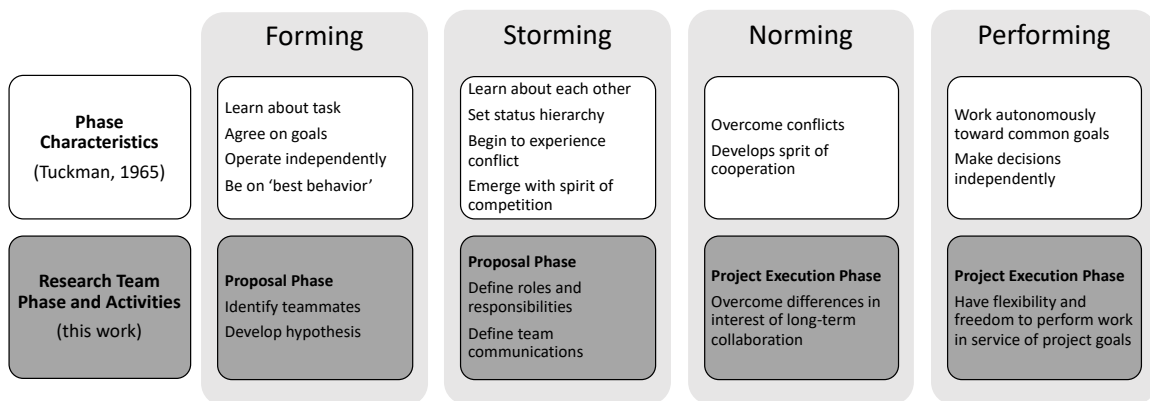 Forming
Storming
Norming
Performing
Phase
Characteristics
(Tuckman, 1965)
Learn about task
Agree on goals
Operate independently
Be on ‘best behavior’
Learn about each other
Set status hierarchy
Begin to experience
conflict
Emerge with spirit of
competition
Overcome conflicts
Develops sprit of
cooperation
Work autonomously
toward common goals
Make decisions
independently
Research Team
Phase and Activities
(this work)
Proposal Phase
Identify teammates
Develop hypothesis
Proposal Phase
Define roles and
responsibilities
Define team
communications
Project Execution Phase
Overcome differences in
interest of long-term
collaboration
Project Execution Phase
Have flexibility and
freedom to perform work
in service of project goals